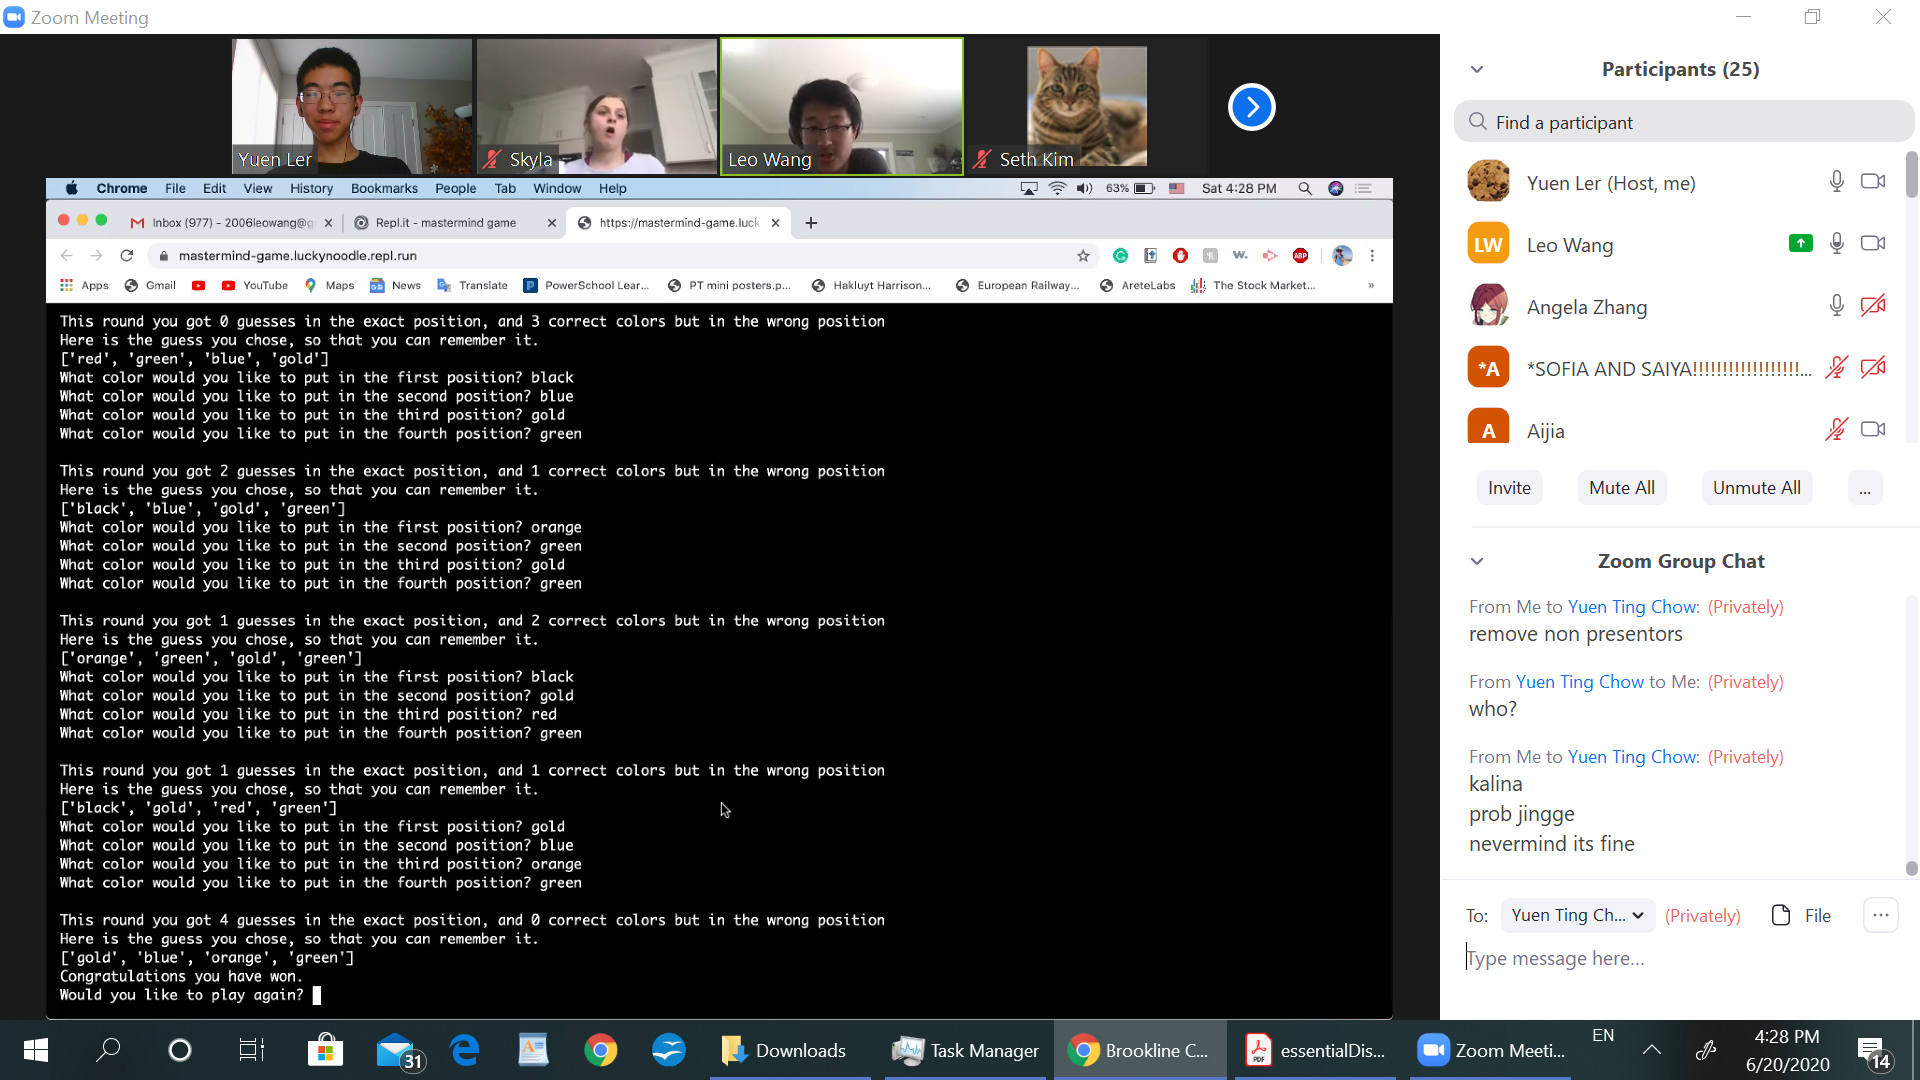 Zoom Meeting
Yuen Ler
Skyla
Leo Wang
Seth Kim
Chrome File Edit View History Bookmarks People Tab Window Help
63% Sat 4:28 PM
Inbox (977) - 2006leowang@g
Repl.it - mastermind game
https://mastermind-game.luck
mastermind-game.luckynoodle.repl.run
ABP
Apps Gmail YouTube Maps News Translate PowerSchool Lear... PT mini posters.p... Hakluyt Harrison... European Railway... AreteLabs The Stock Market... »
This round you got 0 guesses in the exact position, and 3 correct colors but in the wrong position
Here is the guess you chose, so that you can remember it.
['red', 'green', 'blue', 'gold']
What color would you like to put in the first position? black
What color would you like to put in the second position? blue
What color would you like to put in the third position? gold
What color would you like to put in the fourth position? green
This round you got 2 guesses in the exact position, and 1 correct colors but in the wrong position
Here is the guess you chose, so that you can remember it.
['black', 'blue', 'gold', 'green']
What color would you like to put in the first position? orange
What color would you like to put in the second position? green
What color would you like to put in the third position? gold
What color would you like to put in the fourth position? green
This round you got 1 guesses in the exact position, and 2 correct colors but in the wrong position
Here is the guess you chose, so that you can remember it.
['orange', 'green', 'gold', 'green']
What color would you like to put in the first position? black
What color would you like to put in the second position? gold
What color would you like to put in the third position? red
What color would you like to put in the fourth position? green
This round you got 1 guesses in the exact position, and 1 correct colors but in the wrong position
Here is the guess you chose, so that you can remember it.
['black', 'gold', 'red', 'green']
What color would you like to put in the first position? gold
What color would you like to put in the second position? blue
What color would you like to put in the third position? orange
What color would you like to put in the fourth position? green
This round you got 4 guesses in the exact position, and 0 correct colors but in the wrong position
Here is the guess you chose, so that you can remember it.
['gold', 'blue', 'orange', 'green']
Congratulations you have won.
Would you like to play again?
Participants (25)
Find a participant
Yuen Ler (Host, me)
LW Leo Wang
Angela Zhang
*A *SOFIA AND SAIYA!!!!!!!!!!!!!!!!!!...
A Aijia
Invite Mute All Unmute All ...
Zoom Group Chat
From Me to Yuen Ting Chow: (Privately)
remove non presentors
From Yuen Ting Chow to Me: (Privately)
who?
From Me to Yuen Ting Chow: (Privately)
kalina
prob jingge
nevermind its fine
To: Yuen Ting Ch... (Privately) File ...
Type message here...
31
Downloads
Task Manager
Brookline C...
PDF essentialDis...
Zoom Meeti...
EN
4:28 PM
6/20/2020
14